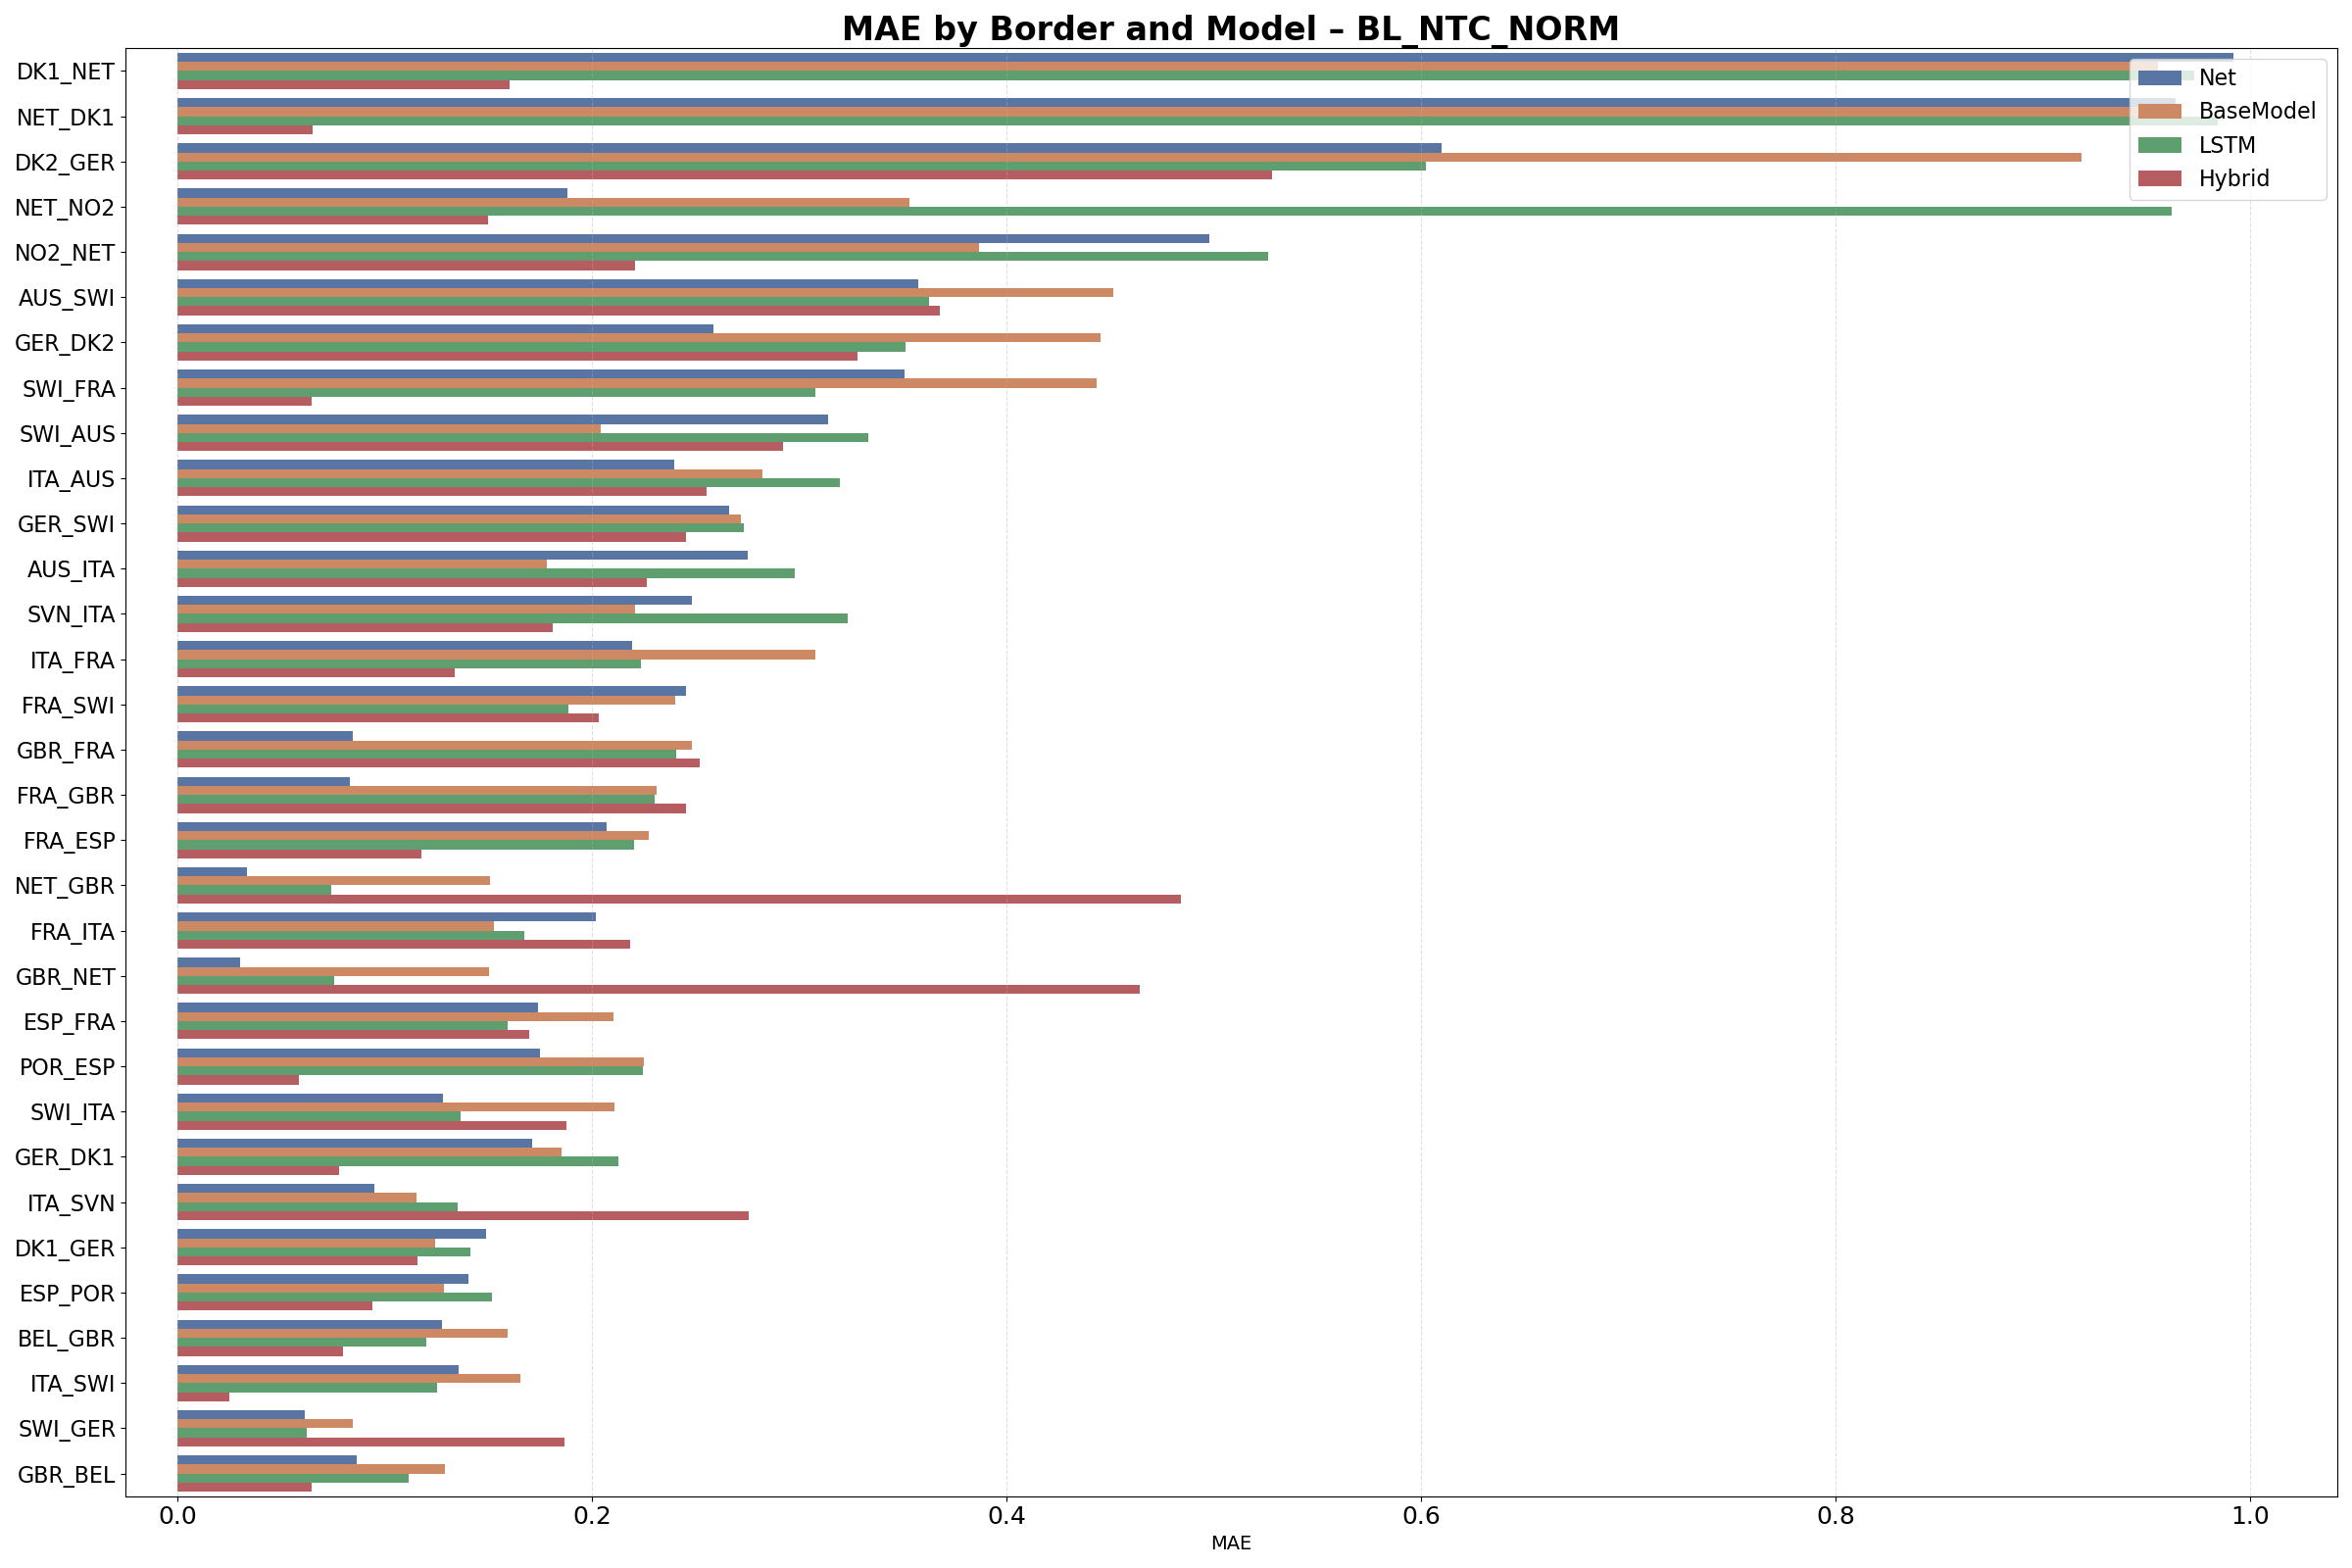 MAE by Border and Model – BL_NTC_NORM
DK1_NET
NET_DK1
DK2_GER
NET_NO2
NO2_NET
AUS_SWI
GER_DK2
SWI_FRA
SWI_AUS
ITA_AUS
GER_SWI
AUS_ITA
SVN_ITA
ITA_FRA
FRA_SWI
GBR_FRA
FRA_GBR
FRA_ESP
NET_GBR
FRA_ITA
GBR_NET
ESP_FRA
POR_ESP
SWI_ITA
GER_DK1
ITA_SVN
DK1_GER
ESP_POR
BEL_GBR
ITA_SWI
SWI_GER
GBR_BEL
Net
BaseModel
LSTM
Hybrid
0.0 0.2 0.4 0.6 0.8 1.0
MAE